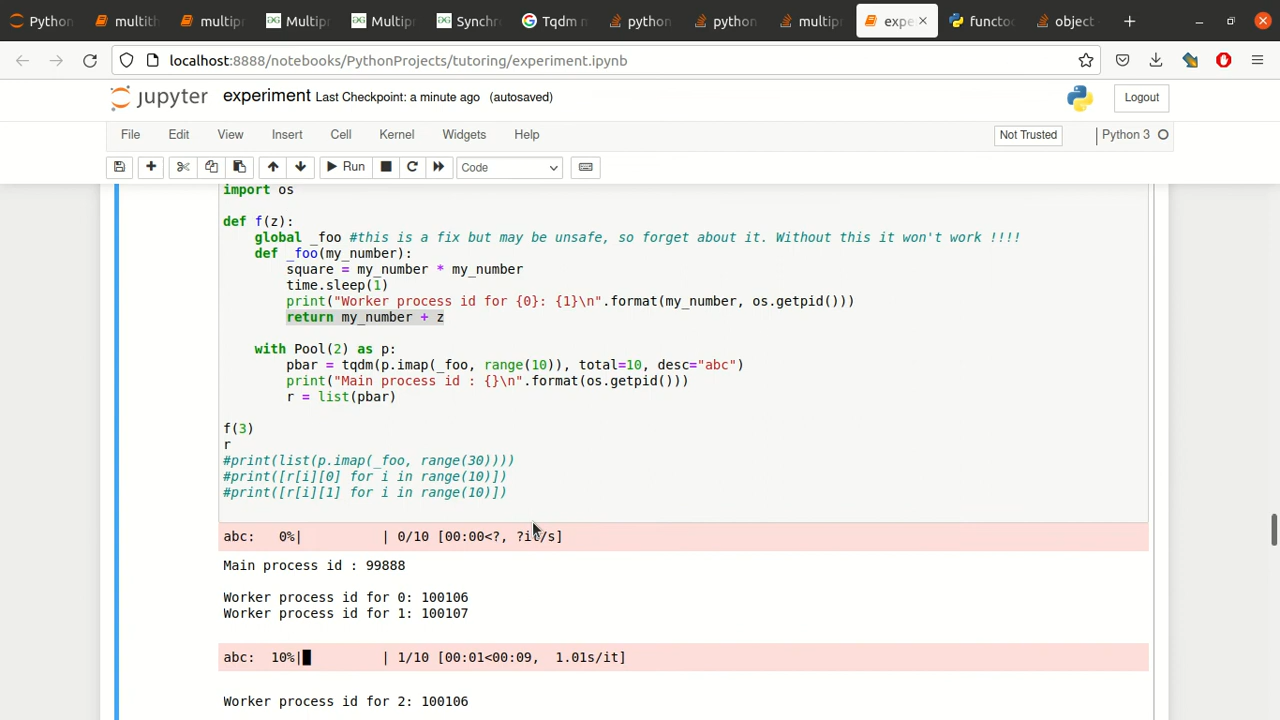 Python
multith
multipr
Multipr
Multip
Synchro
Tqdm n
python
python
multip
expe
functoo
object
localhost:8888/notebooks/PythonProjects/tutoring/experiment.ipynb
jupyter experiment Last Checkpoint: a minute ago (autosaved)
Logout
File Edit View Insert Cell Kernel Widgets Help
Not Trusted
Python 3
Run
Code
import os
def f(z):
    global _foo #this is a fix but may be unsafe, so forget about it. Without this it won't work !!!!
    def _foo(my_number):
        square = my_number * my_number
        time.sleep(1)
        print("Worker process id for {0}: {1}\n".format(my_number, os.getpid()))
        return my_number + z
    with Pool(2) as p:
        pbar = tqdm(p.imap(_foo, range(10)), total=10, desc="abc")
        print("Main process id : {}\n".format(os.getpid()))
        r = list(pbar)
f(3)
r
#print(list(p.imap(_foo, range(30))))
#print([r[i][0] for i in range(10)])
#print([r[i][1] for i in range(10)])
abc:   0%|          | 0/10 [00:00<?, ?it/s]
Main process id : 99888
Worker process id for 0: 100106
Worker process id for 1: 100107
abc:  10%|█         | 1/10 [00:01<00:09,  1.01s/it]
Worker process id for 2: 100106